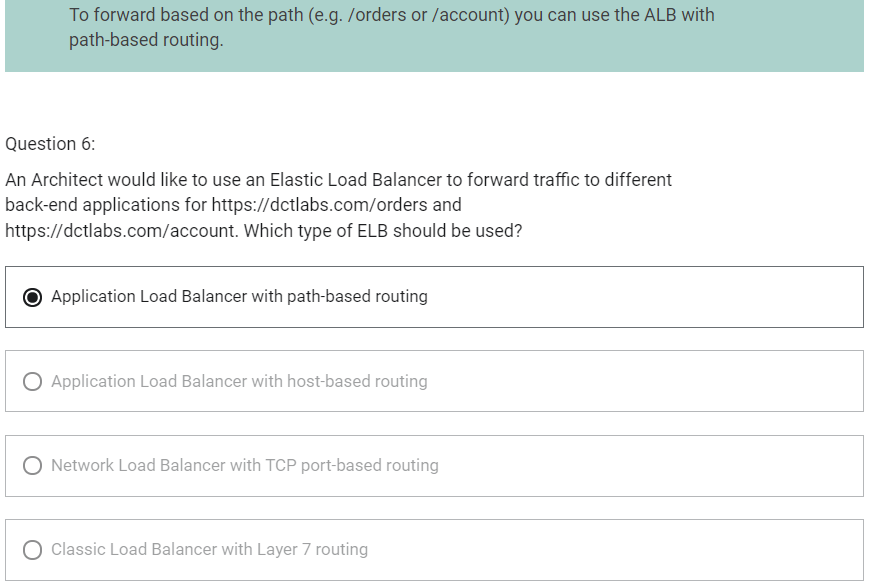 To forward based on the path (e.g. /orders or /account) you can use the ALB with
path-based routing.
Question 6:
An Architect would like to use an Elastic Load Balancer to forward traffic to different
back-end applications for https://dctlabs.com/orders and
https://dctlabs.com/account. Which type of ELB should be used?
Application Load Balancer with path-based routing
Application Load Balancer with host-based routing
Network Load Balancer with TCP port-based routing
Classic Load Balancer with Layer 7 routing